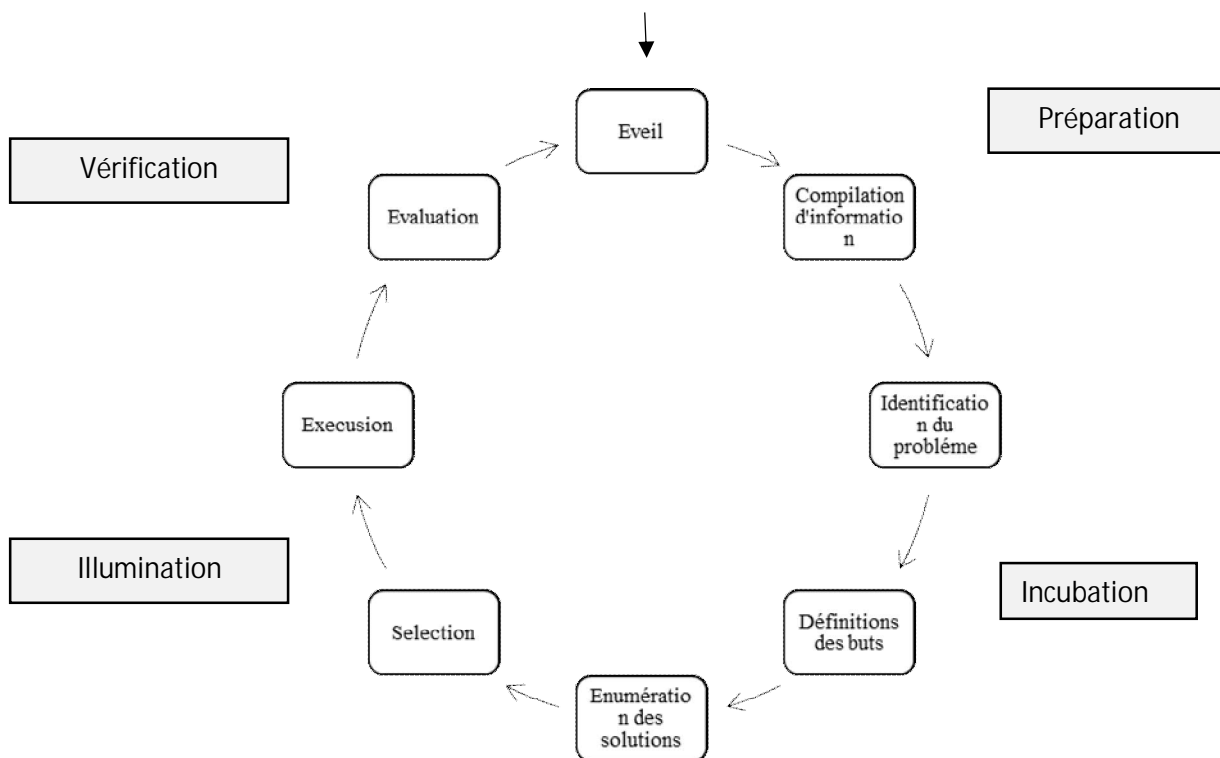 Eveil
Préparation
Vérification
Compilation
d'informatio
n
Evaluation
Identificatio
n du
probléme
Execusion
Illumination
Incubation
Définitions
des buts
Selection
Enumératio
n des
solutions